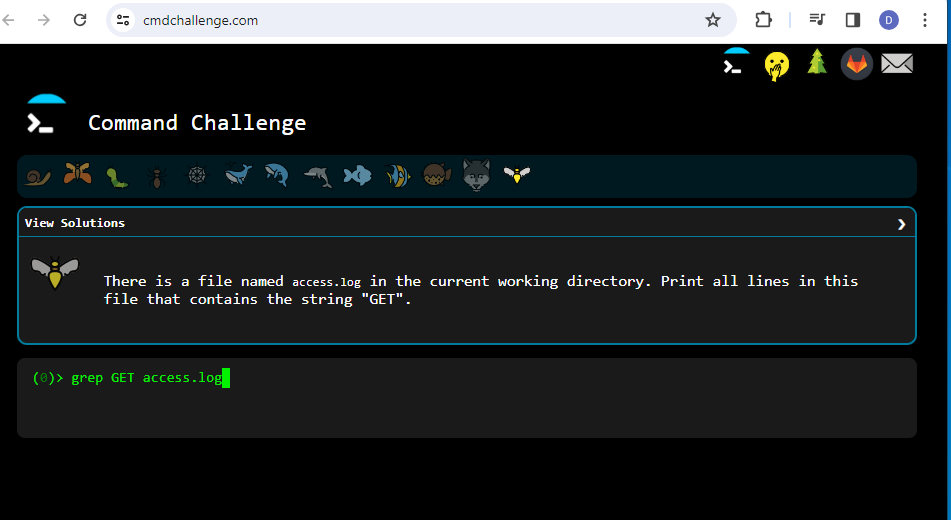 cmdchallenge.com
D
Command Challenge
View Solutions
There is a file named access.log in the current working directory. Print all lines in this
file that contains the string "GET".
(0)> grep GET access.log